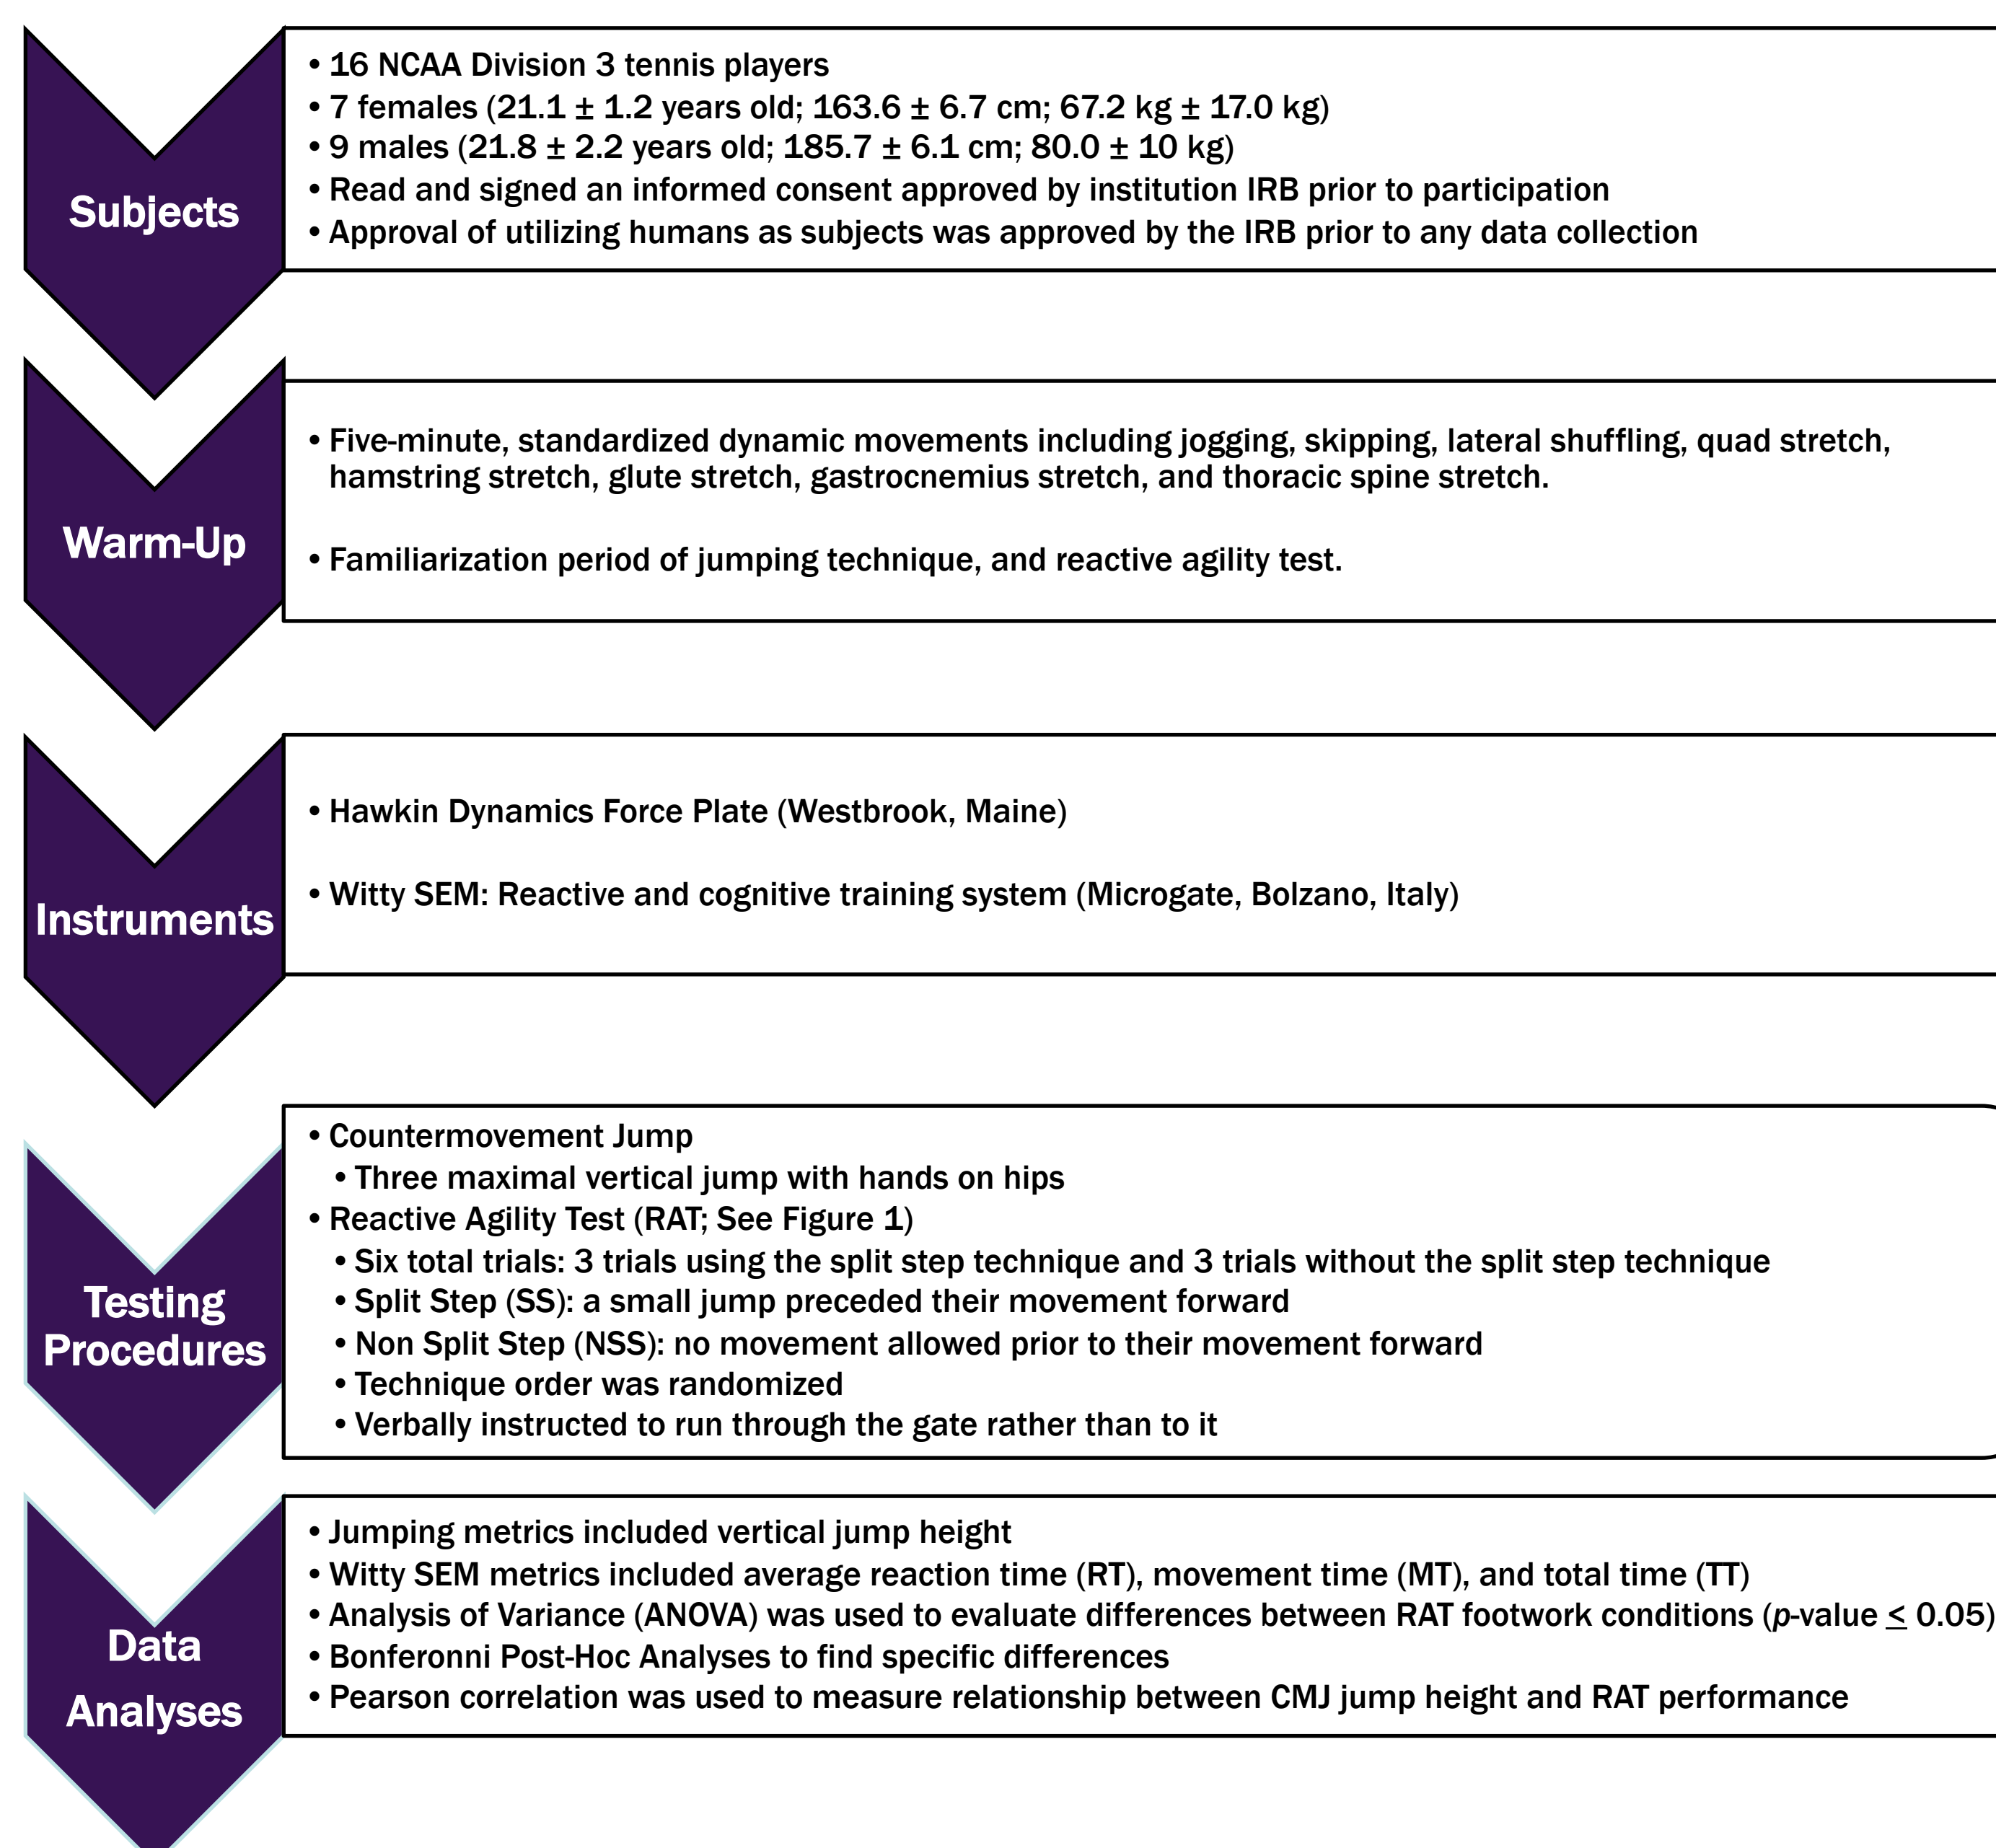 Subjects
• 16 NCAA Division 3 tennis players
• 7 females (21.1 ± 1.2 years old; 163.6 ± 6.7 cm; 67.2 kg ± 17.0 kg)
• 9 males (21.8 ± 2.2 years old; 185.7 ± 6.1 cm; 80.0 ± 10 kg)
• Read and signed an informed consent approved by institution IRB prior to participation
• Approval of utilizing humans as subjects was approved by the IRB prior to any data collection
Warm-Up
• Five-minute, standardized dynamic movements including jogging, skipping, lateral shuffling, quad stretch,
hamstring stretch, glute stretch, gastrocnemius stretch, and thoracic spine stretch.
• Familiarization period of jumping technique, and reactive agility test.
Instruments
• Hawkin Dynamics Force Plate (Westbrook, Maine)
• Witty SEM: Reactive and cognitive training system (Microgate, Bolzano, Italy)
Testing
Procedures
• Countermovement Jump
• Three maximal vertical jump with hands on hips
• Reactive Agility Test (RAT; See Figure 1)
• Six total trials: 3 trials using the split step technique and 3 trials without the split step technique
• Split Step (SS): a small jump preceded their movement forward
• Non Split Step (NSS): no movement allowed prior to their movement forward
• Technique order was randomized
• Verbally instructed to run through the gate rather than to it
Data
Analyses
• Jumping metrics included vertical jump height
• Witty SEM metrics included average reaction time (RT), movement time (MT), and total time (TT)
• Analysis of Variance (ANOVA) was used to evaluate differences between RAT footwork conditions (p-value ≤ 0.05)
• Bonferonni Post-Hoc Analyses to find specific differences
• Pearson correlation was used to measure relationship between CMJ jump height and RAT performance